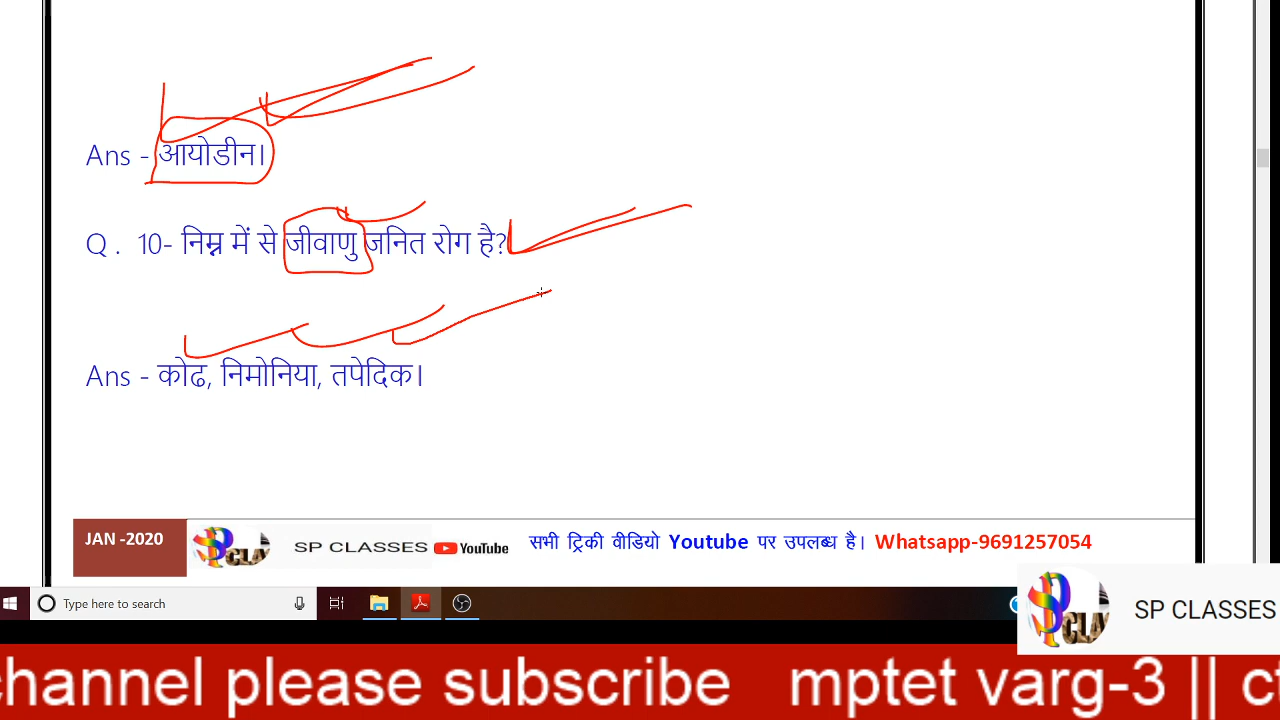 Ans - आयोडीन।
Q . 10- निम्न में से जीवाणु जनित रोग है?
Ans - कोढ, निमोनिया, तपेदिक।
JAN -2020
SP CLASSES YouTube
सभी ट्रिकी वीडियो Youtube पर उपलब्ध है। Whatsapp-9691257054
Type here to search
SP CLASSES
channel please subscribe mptet varg-3 ||